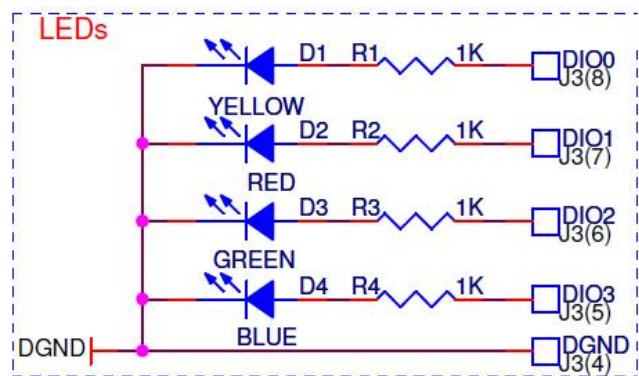 LEDs
D1 R1 1K DIO0
J3(8)
YELLOW
D2 R2 1K DIO1
J3(7)
RED
D3 R3 1K DIO2
J3(6)
GREEN
D4 R4 1K DIO3
J3(5)
BLUE
DGND DGND
J3(4)